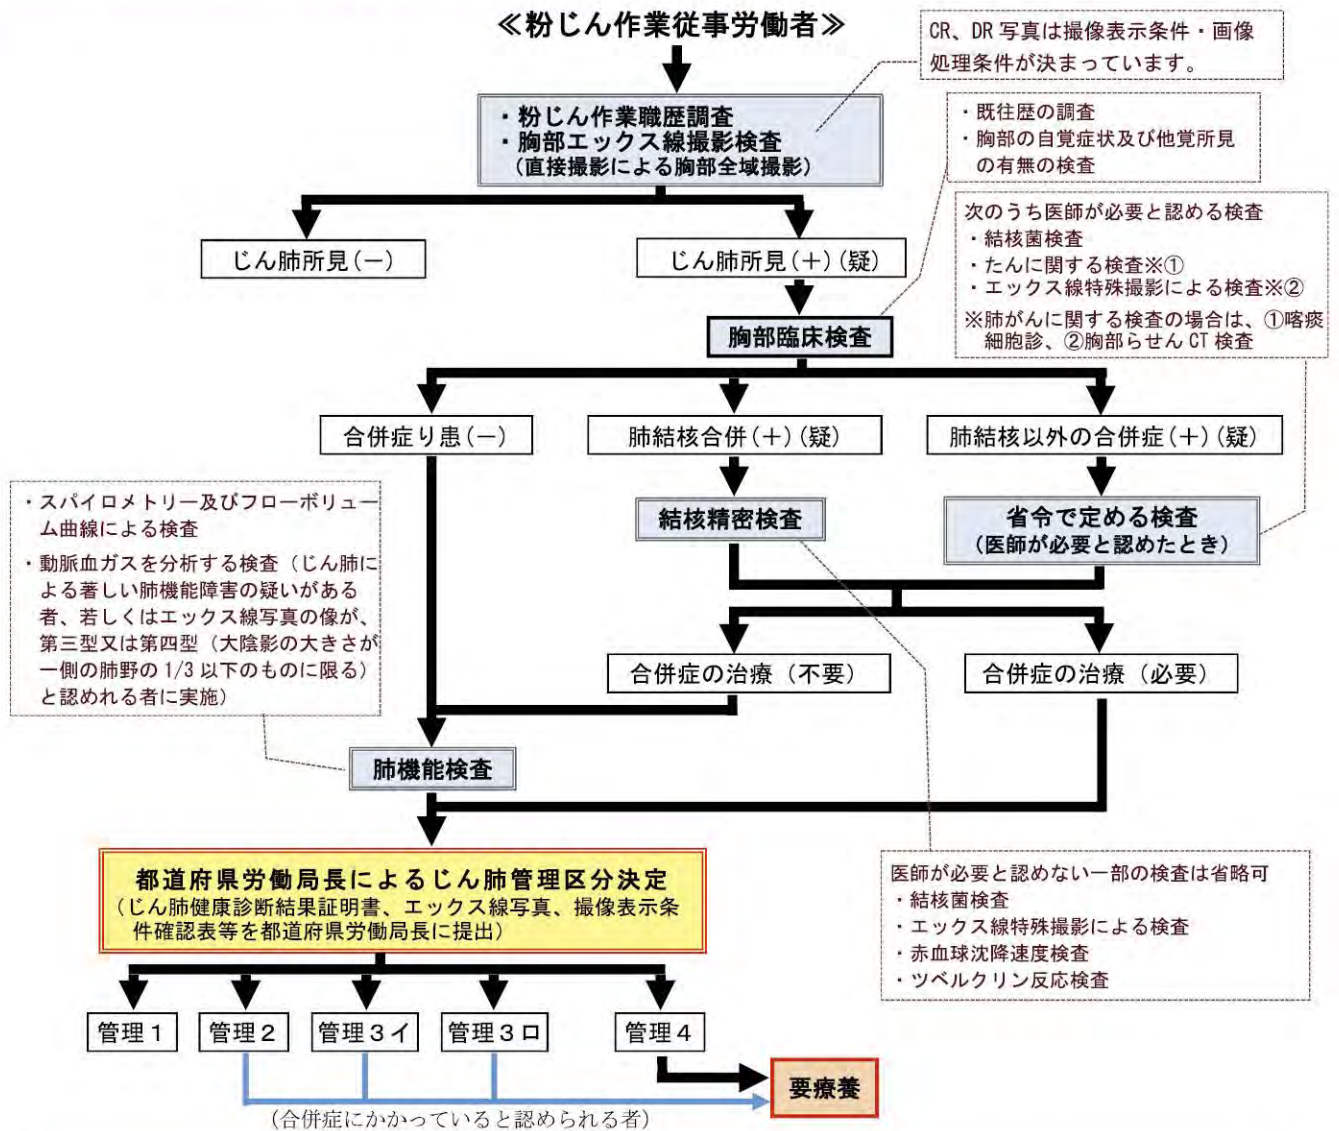 ≪粉じん作業従事労働者≫
CR、DR 写真は撮像表示条件・画像
処理条件が決まっています。
・粉じん作業職歴調査
・胸部エックス線撮影検査
（直接撮影による胸部全域撮影）
・既往歴の調査
・胸部の自覚症状及び他覚所見
の有無の検査
じん肺所見(－)
じん肺所見(＋)(疑)
次のうち医師が必要と認める検査
・結核菌検査
・たんに関する検査※①
・エックス線特殊撮影による検査※②
※肺がんに関する検査の場合は、①喀痰
細胞診、②胸部らせん CT 検査
胸部臨床検査
合併症り患(－)
肺結核合併(＋)(疑)
肺結核以外の合併症(＋)(疑)
・スパイロメトリー及びフローボリュー
ム曲線による検査
・動脈血ガスを分析する検査（じん肺に
よる著しい肺機能障害の疑いがある
者、若しくはエックス線写真の像が、
第三型又は第四型（大陰影の大きさが
一側の肺野の 1/3 以下のものに限る）
と認めれる者に実施）
結核精密検査
省令で定める検査
（医師が必要と認めたとき）
合併症の治療（不要）
合併症の治療（必要）
肺機能検査
都道府県労働局長によるじん肺管理区分決定
（じん肺健康診断結果証明書、エックス線写真、撮像表示条
件確認表等を都道府県労働局長に提出）
医師が必要と認めない一部の検査は省略可
・結核菌検査
・エックス線特殊撮影による検査
・赤血球沈降速度検査
・ツベルクリン反応検査
管理１
管理２
管理３イ
管理３ロ
管理４
要療養
（合併症にかかっていると認められる者）